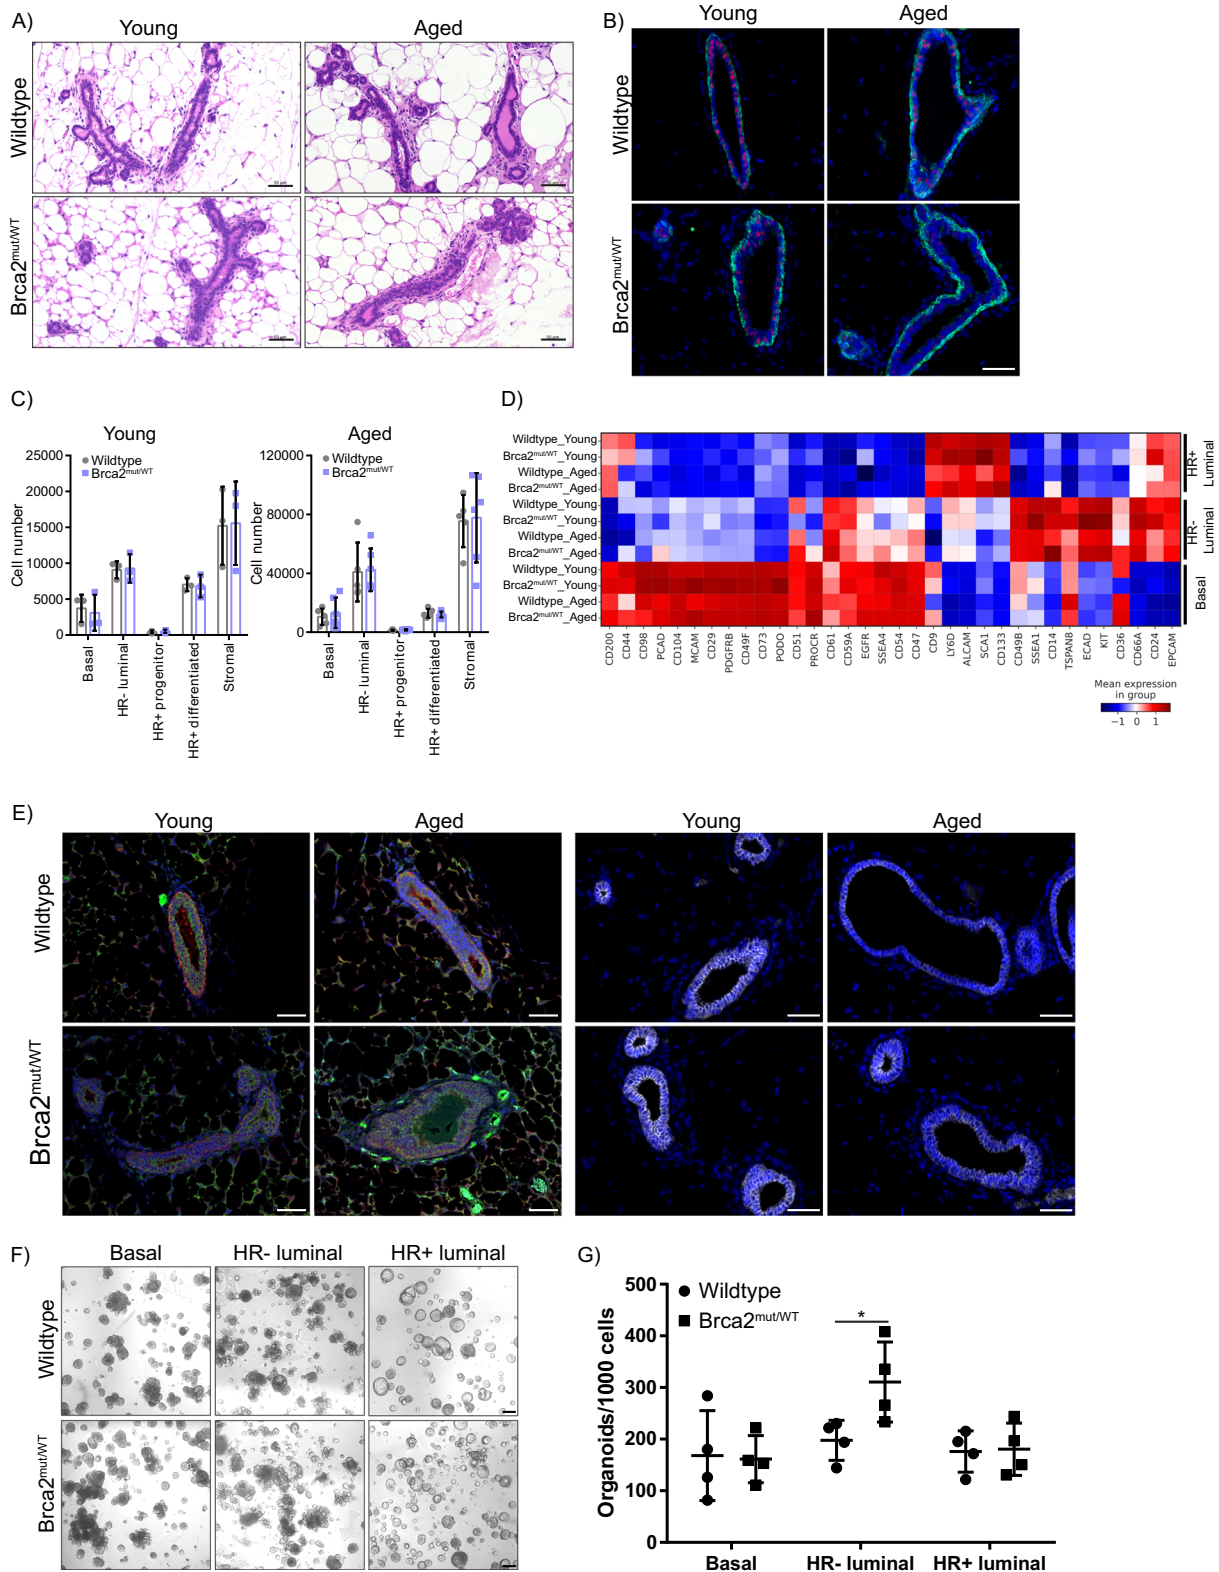 A)
Young
Aged
Wildtype
Brca2mut/WT
B)
Young
Aged
Wildtype
Brca2mut/WT
C)
Young
Wildtype
Brca2mut/WT
Cell number
25000
20000
15000
10000
5000
0
Basal
HR- luminal
HR+ progenitor
HR+ differentiated
Stromal
Aged
Wildtype
Brca2mut/WT
Cell number
120000
80000
40000
0
Basal
HR- luminal
HR+ progenitor
HR+ differentiated
Stromal
D)
Wildtype_Young
Brca2mut/WT_Young
Wildtype_Aged
Brca2mut/WT_Aged
HR+
Luminal
Wildtype_Young
Brca2mut/WT_Young
Wildtype_Aged
Brca2mut/WT_Aged
HR-
Luminal
Wildtype_Young
Brca2mut/WT_Young
Wildtype_Aged
Brca2mut/WT_Aged
Basal
CD200
CD44
CD98
PCAD
CD104
MCAM
CD29
PDGFRB
CD49F
CD73
PODO
CD51
PROCR
CD61
CD59A
EGFR
SSEA4
CD54
CD47
CD9
LY6D
ALCAM
SCA1
CD133
CD49B
SSEA1
CD14
TSPAN8
ECAD
KIT
CD36
CD66A
CD24
EPCAM
Mean expression
in group
−1 0 1
E)
Young
Aged
Young
Aged
Wildtype
Brca2mut/WT
F)
Basal
HR- luminal
HR+ luminal
Wildtype
Brca2mut/WT
G)
Wildtype
Brca2mut/WT
*
Organoids/1000 cells
500
400
300
200
100
0
Basal
HR- luminal
HR+ luminal